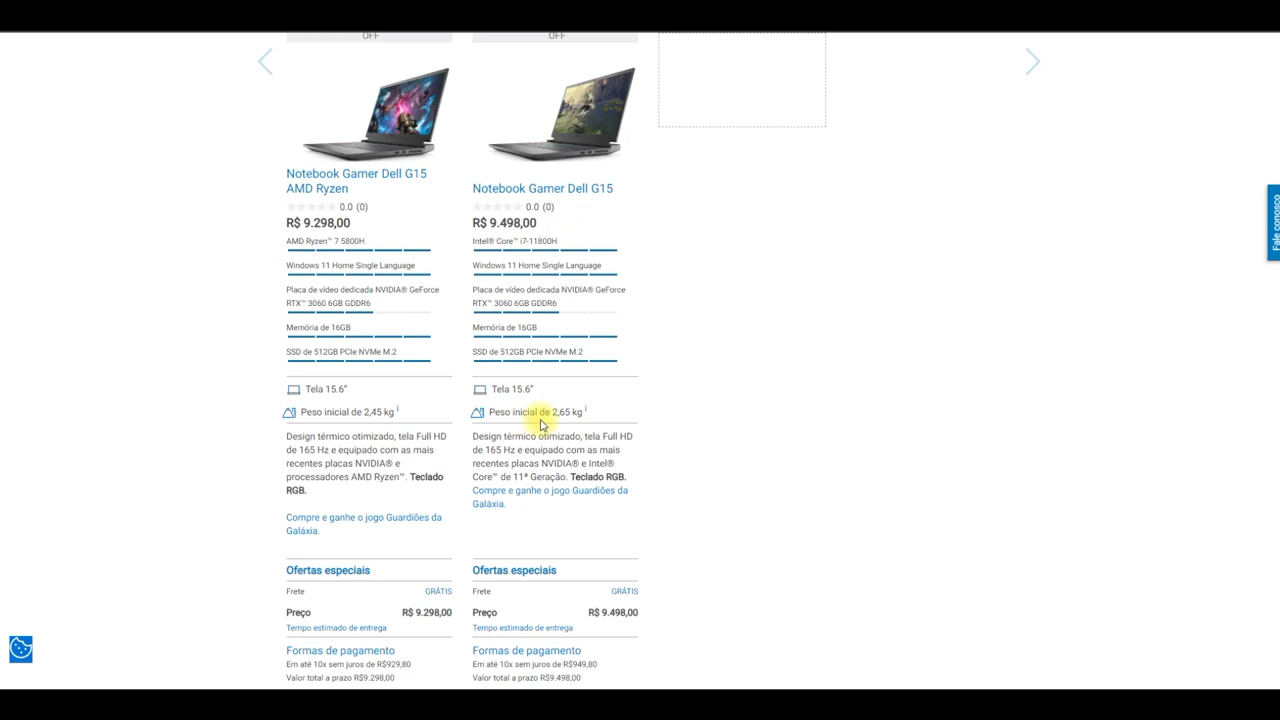 OFF
OFF
Notebook Gamer Dell G15
AMD Ryzen
0.0 (0)
R$ 9.298,00
AMD Ryzen™ 7 5800H
Windows 11 Home Single Language
Placa de vídeo dedicada NVIDIA® GeForce
RTX™ 3060 6GB GDDR6
Memória de 16GB
SSD de 512GB PCIe NVMe M.2
Tela 15.6”
Peso inicial de 2,45 kg i
Design térmico otimizado, tela Full HD
de 165 Hz e equipado com as mais
recentes placas NVIDIA® e
processadores AMD Ryzen™. Teclado
RGB.
Compre e ganhe o jogo Guardiões da
Galáxia.
Ofertas especiais
Frete GRÁTIS
Preço R$ 9.298,00
Tempo estimado de entrega
Formas de pagamento
Em até 10x sem juros de R$929,80
Valor total a prazo R$9.298,00
Notebook Gamer Dell G15
0.0 (0)
R$ 9.498,00
Intel® Core™ i7-11800H
Windows 11 Home Single Language
Placa de vídeo dedicada NVIDIA® GeForce
RTX™ 3060 6GB GDDR6
Memória de 16GB
SSD de 512GB PCIe NVMe M.2
Tela 15.6”
Peso inicial de 2,65 kg i
Design térmico otimizado, tela Full HD
de 165 Hz e equipado com as mais
recentes placas NVIDIA® e Intel®
Core™ de 11ª Geração. Teclado RGB.
Compre e ganhe o jogo Guardiões da
Galáxia.
Ofertas especiais
Frete GRÁTIS
Preço R$ 9.498,00
Tempo estimado de entrega
Formas de pagamento
Em até 10x sem juros de R$949,80
Valor total a prazo R$9.498,00
Fale conosco